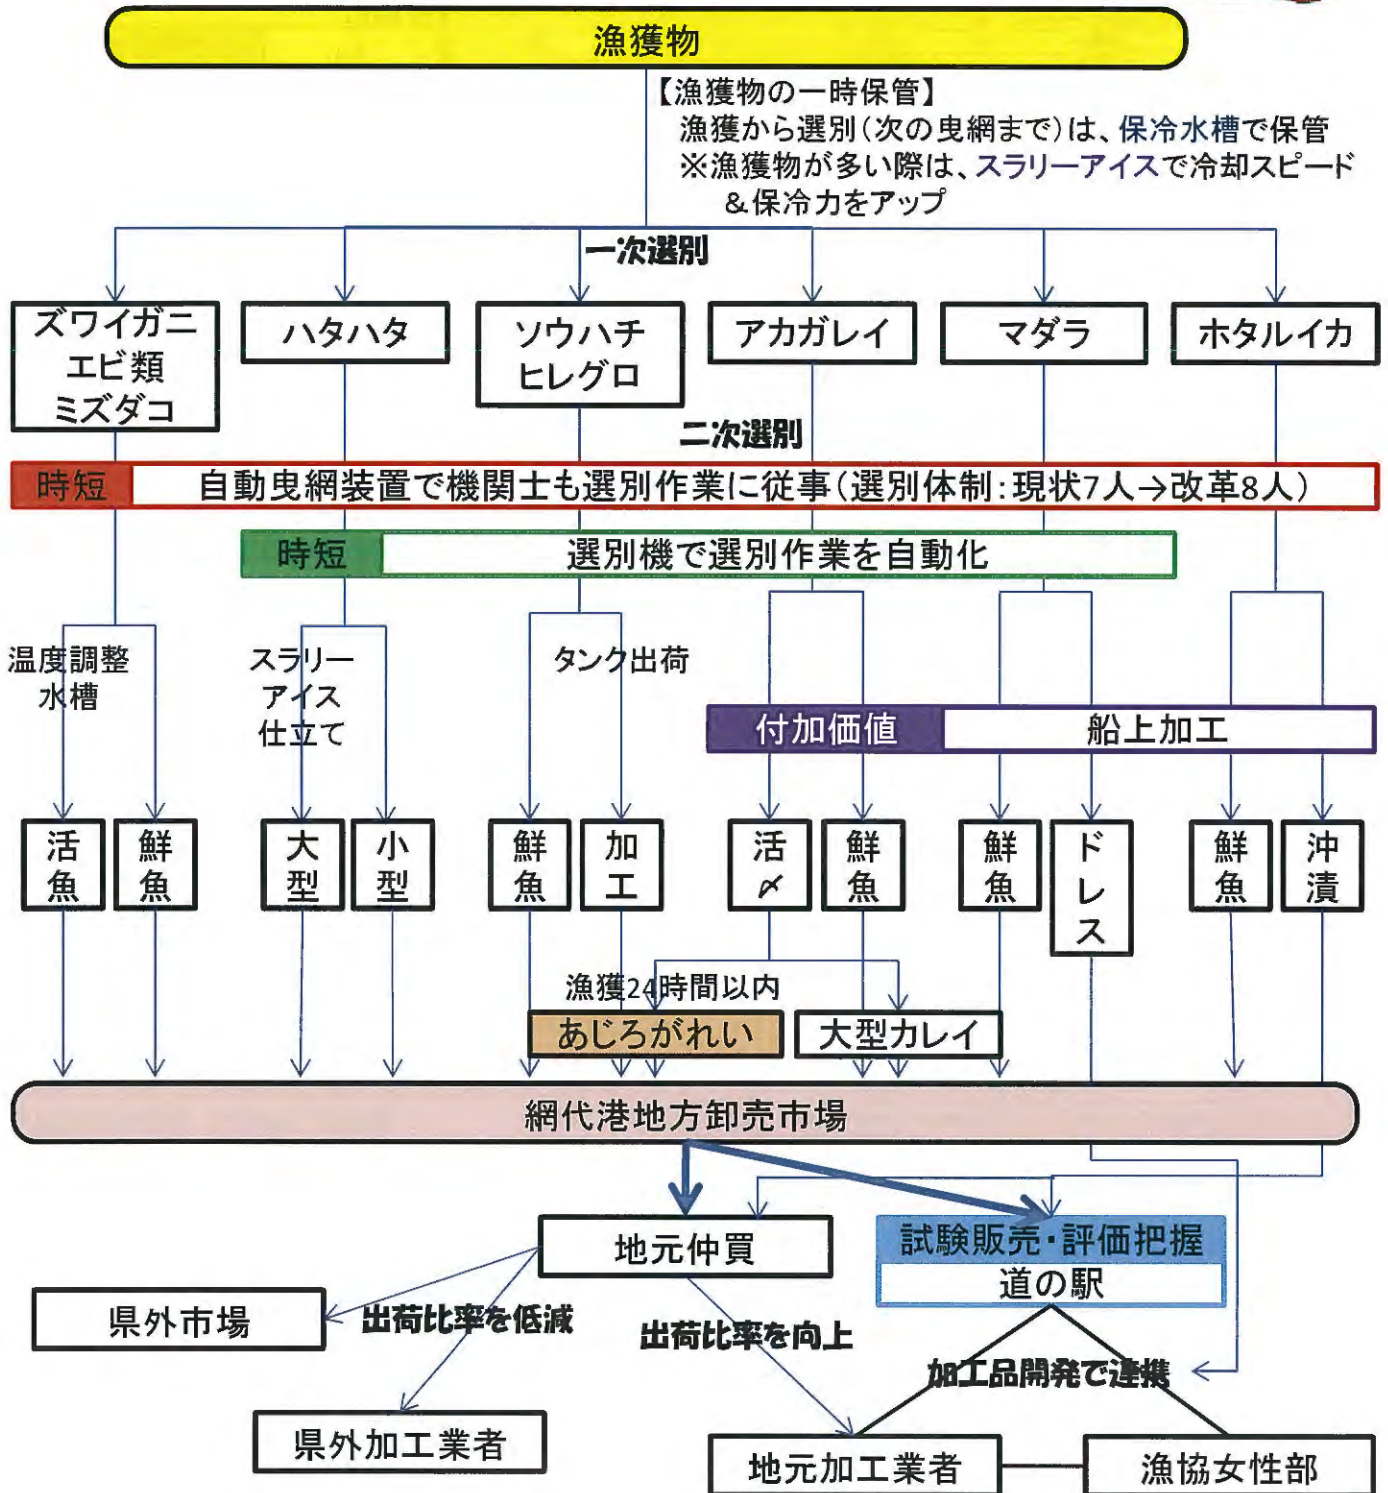 漁獲物
【漁獲物の一時保管】
漁獲から選別(次の曳網まで)は、保冷水槽で保管
※漁獲物が多い際は、スラリーアイスで冷却スピード
&保冷力をアップ
一次選別
ズワイガニ
エビ類
ミズダコ
ハタハタ
ソウハチ
ヒレグロ
アカガレイ
マダラ
ホタルイカ
二次選別
時短 自動曳網装置で機関士も選別作業に従事(選別体制:現状7人→改革8人)
時短 選別機で選別作業を自動化
温度調整
水槽
スラリー
アイス
仕立て
タンク出荷
付加価値 船上加工
活魚
鮮魚
大型
小型
鮮魚
加工
活〆
鮮魚
鮮魚
ドレス
鮮魚
沖漬
漁獲24時間以内
あじろがれい
大型カレイ
網代港地方卸売市場
地元仲買
試験販売・評価把握
道の駅
県外市場
出荷比率を低減
出荷比率を向上
加工品開発で連携
県外加工業者
地元加工業者
漁協女性部